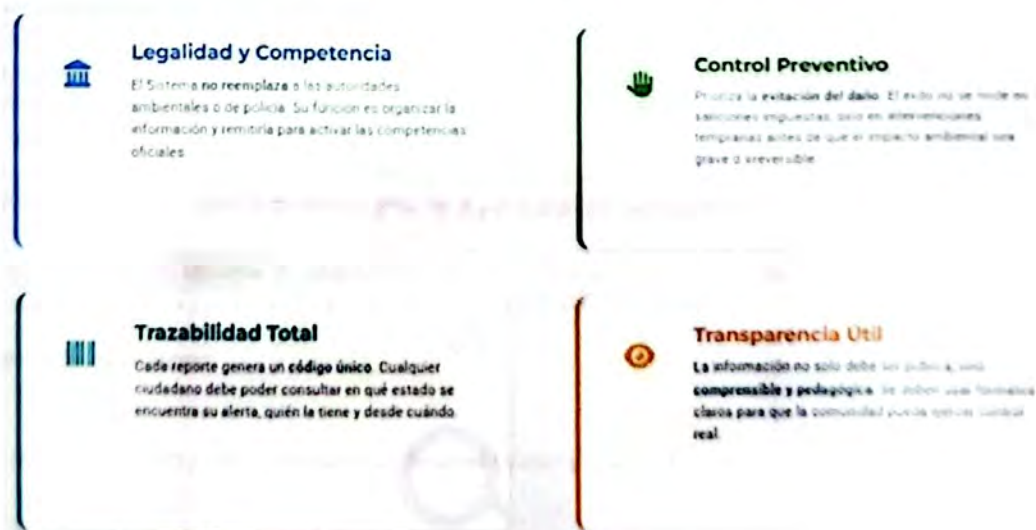 Legalidad y Competencia
El Sistema no reemplaza a las autoridades
ambientales o de policía. Su función es organizar la
información y remitirla para activar las competencias
oficiales.
Control Preventivo
Prioriza la evitación del daño. El éxito no se mide en
sanciones impuestas, sino en intervenciones
tempranas antes de que el impacto ambiental sea
grave o irreversible.
Trazabilidad Total
Cada reporte genera un código único. Cualquier
ciudadano debe poder consultar en qué estado se
encuentra su alerta, quién la tiene y desde cuándo.
Transparencia Útil
La información no solo debe ser pública, sino
comprensible y pedagógica. Se deben usar formatos
claros para que la comunidad pueda ejercer control
real.